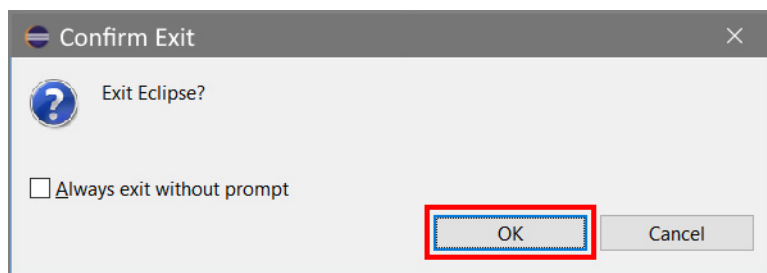 Confirm Exit
Exit Eclipse?
Always exit without prompt
OK
Cancel